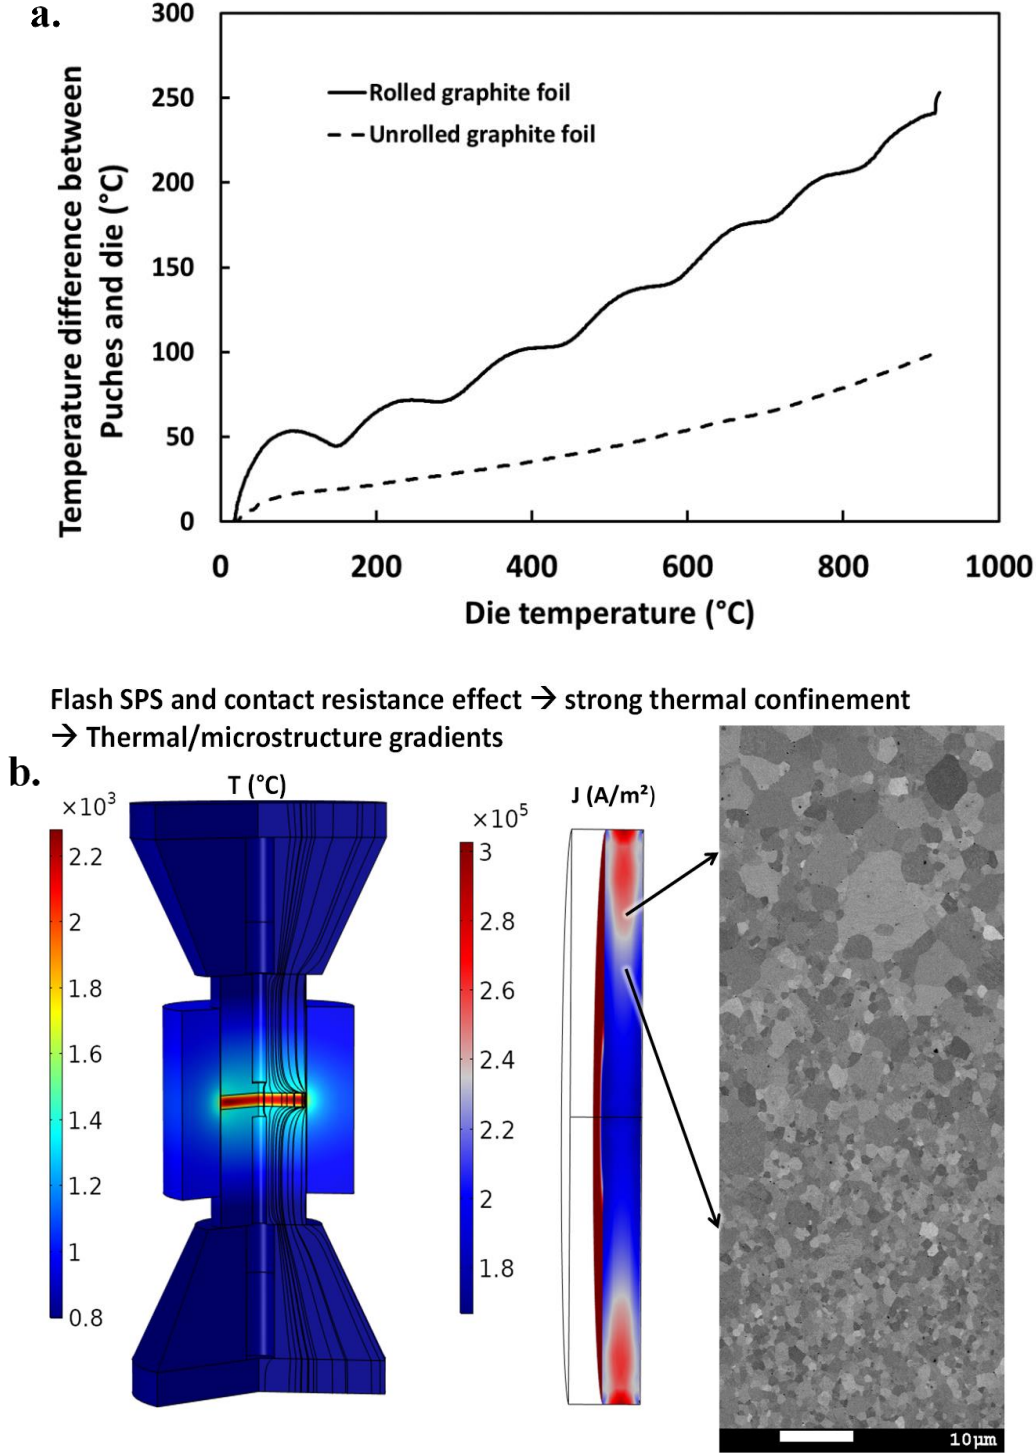 a.
300
250
200
150
100
50
0
Temperature difference between
Puches and die (°C)
Rolled graphite foil
Unrolled graphite foil
0 200 400 600 800 1000
Die temperature (°C)
Flash SPS and contact resistance effect → strong thermal confinement
→ Thermal/microstructure gradients
b.
T (°C)
×10³
2.2
2
1.8
1.6
1.4
1.2
1
0.8
J (A/m²)
×10⁵
3
2.8
2.6
2.4
2.2
2
1.8
10µm